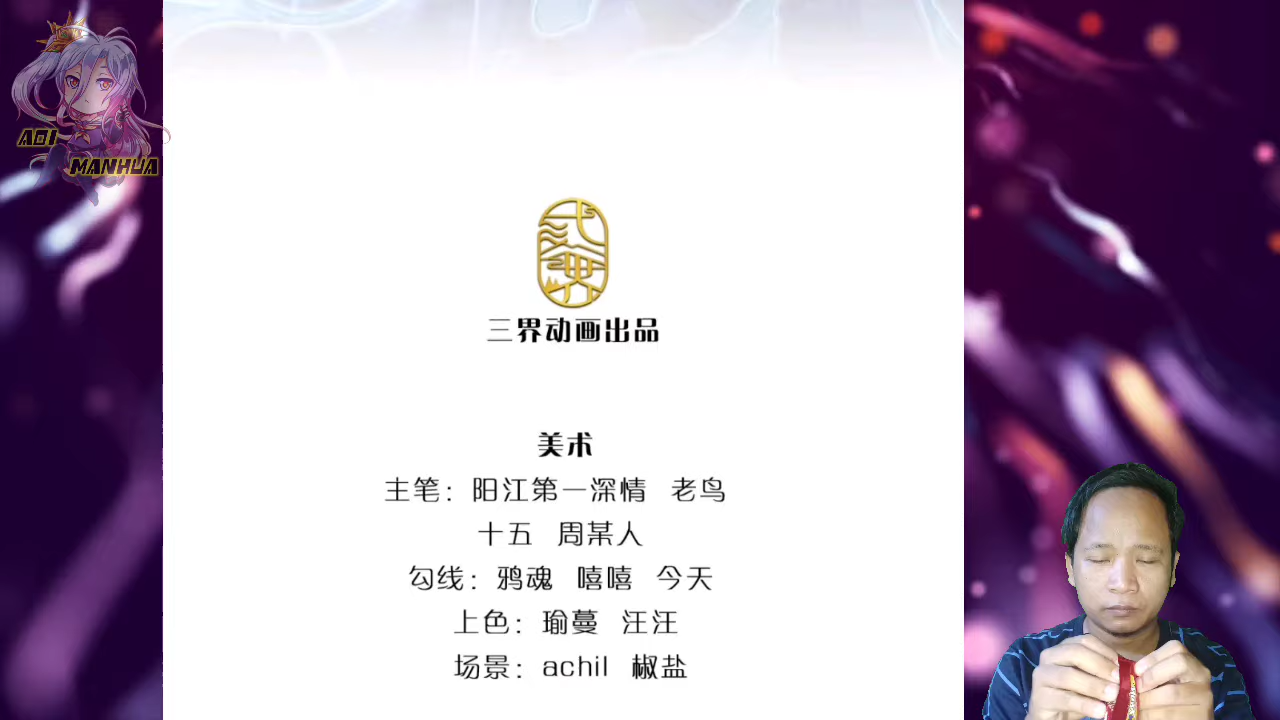 AOI
MANHUA
三界动画出品
美术
主笔：阳江第一深情 老鸟
十五 周某人
勾线：鸦魂 嘻嘻 今天
上色：瑜蔓 汪汪
场景：achil 椒盐